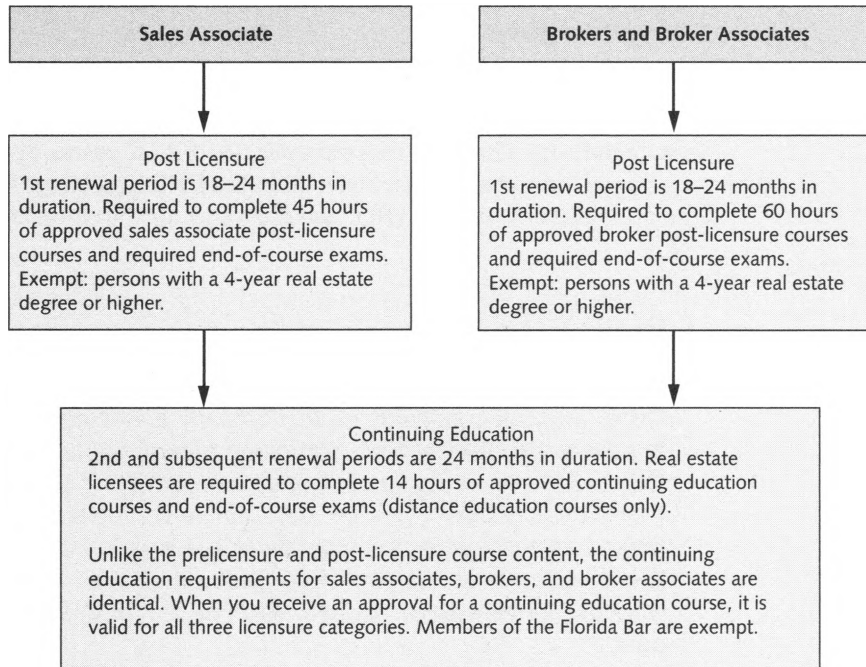 Sales Associate
Brokers and Broker Associates
Post Licensure
1st renewal period is 18–24 months in
duration. Required to complete 45 hours
of approved sales associate post-licensure
courses and required end-of-course exams.
Exempt: persons with a 4-year real estate
degree or higher.
Post Licensure
1st renewal period is 18–24 months in
duration. Required to complete 60 hours
of approved broker post-licensure courses
and required end-of-course exams.
Exempt: persons with a 4-year real estate
degree or higher.
Continuing Education
2nd and subsequent renewal periods are 24 months in duration. Real estate
licensees are required to complete 14 hours of approved continuing education
courses and end-of-course exams (distance education courses only).
Unlike the prelicensure and post-licensure course content, the continuing
education requirements for sales associates, brokers, and broker associates are
identical. When you receive an approval for a continuing education course, it is
valid for all three licensure categories. Members of the Florida Bar are exempt.